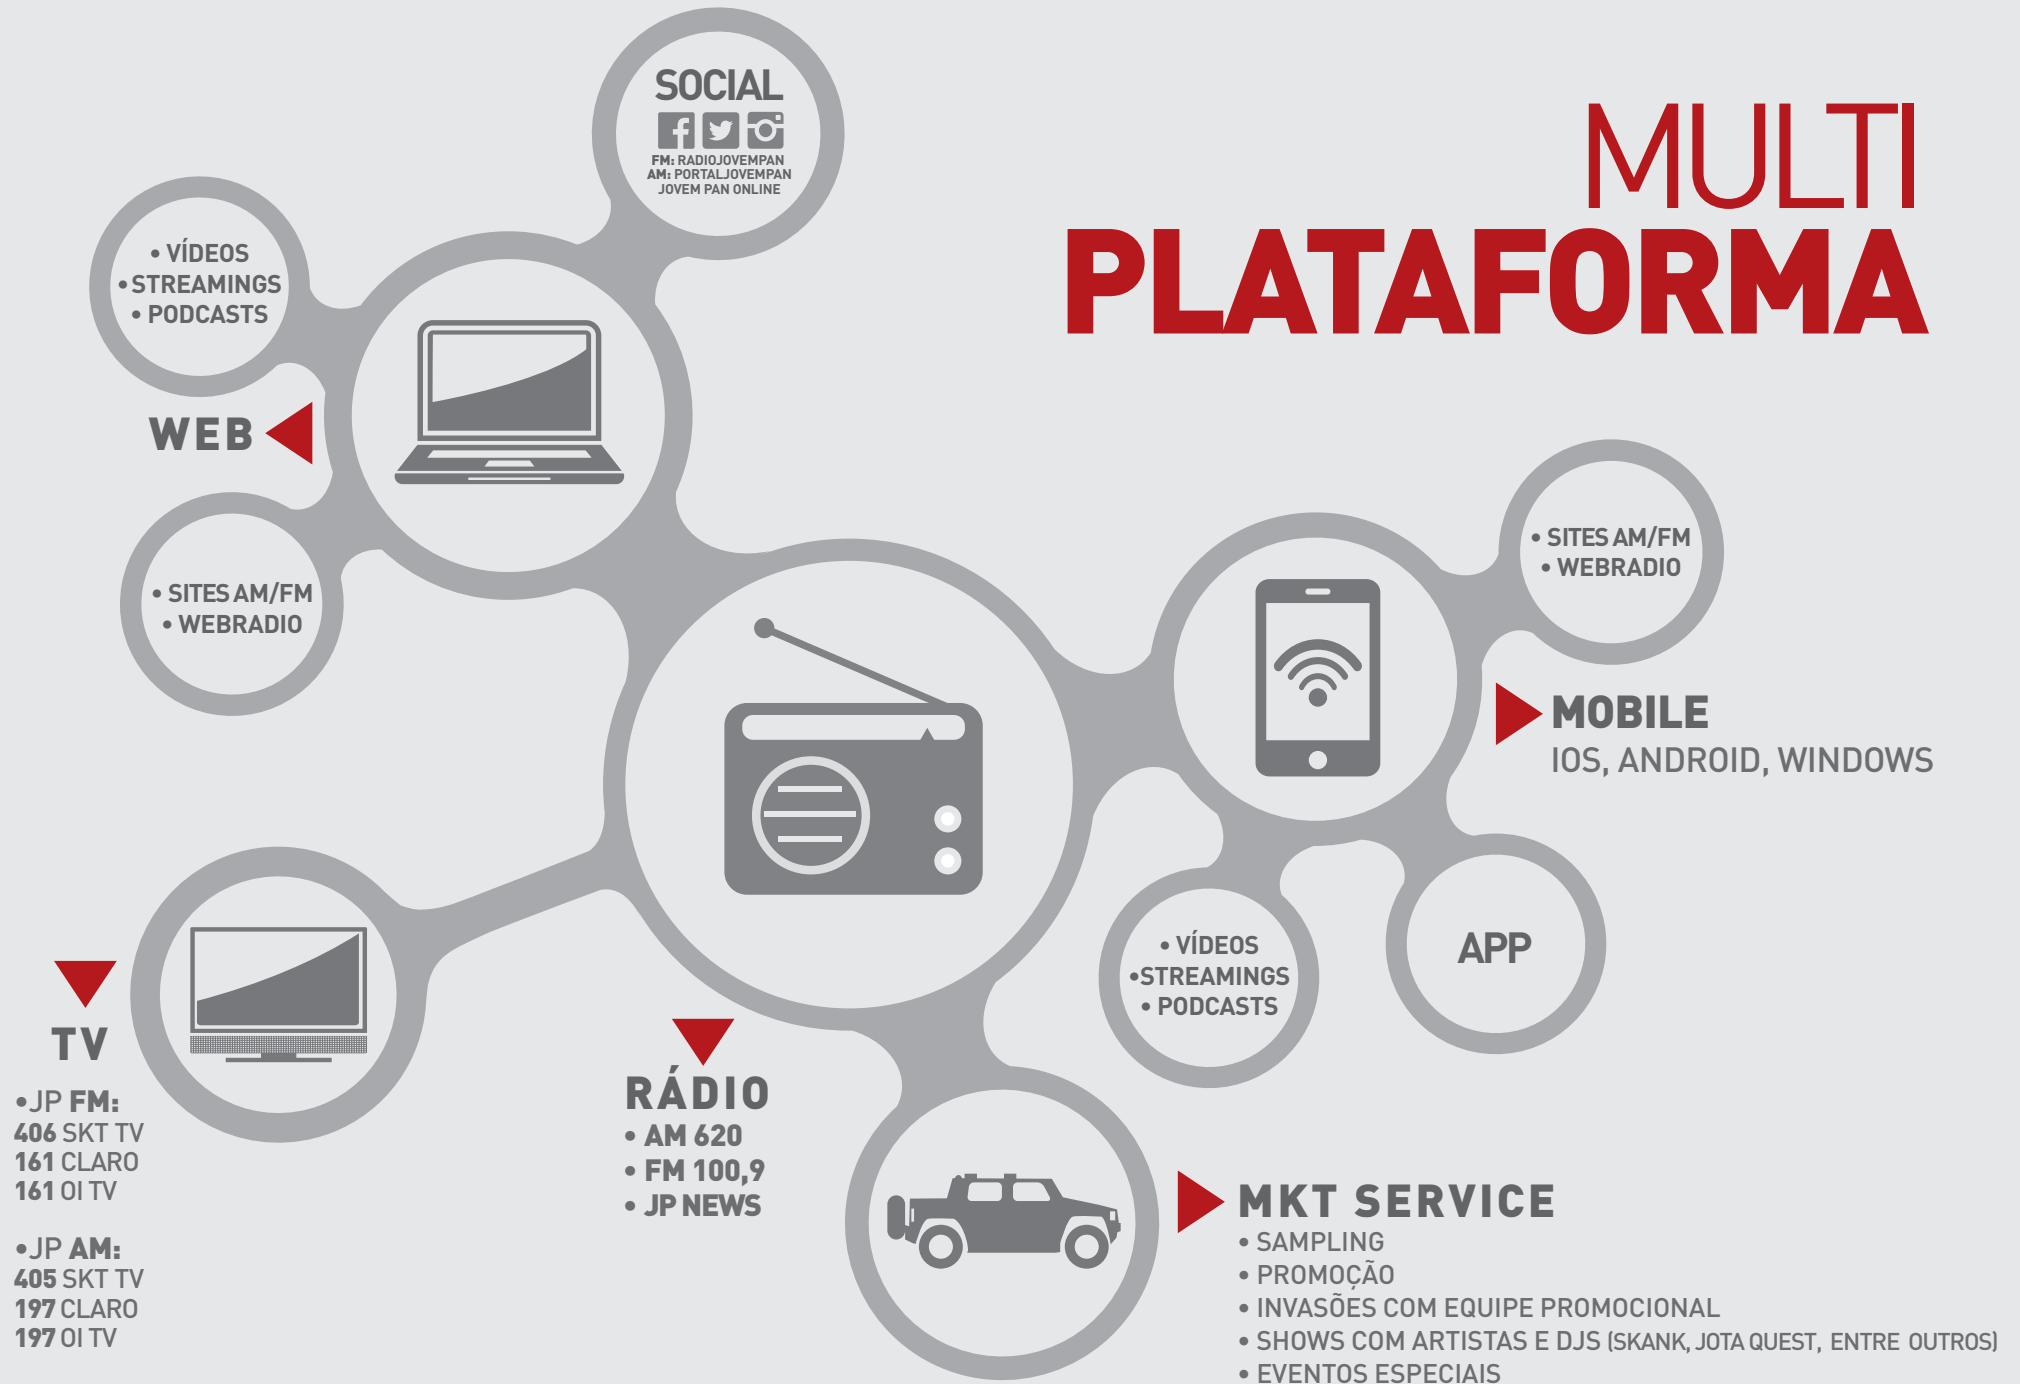 MULTI
PLATAFORMA
SOCIAL
FM: RADIOJOVEMPAN
AM: PORTALJOVEMPAN
JOVEM PAN ONLINE
• VÍDEOS
•STREAMINGS
• PODCASTS
WEB
• SITES AM/FM
• WEBRADIO
• SITES AM/FM
• WEBRADIO
MOBILE
IOS, ANDROID, WINDOWS
• VÍDEOS
•STREAMINGS
• PODCASTS
APP
TV
•JP FM:
406 SKT TV
161 CLARO
161 OI TV
•JP AM:
405 SKT TV
197 CLARO
197 OI TV
RÁDIO
• AM 620
• FM 100,9
• JP NEWS
MKT SERVICE
• SAMPLING
• PROMOÇÃO
• INVASÕES COM EQUIPE PROMOCIONAL
• SHOWS COM ARTISTAS E DJS (SKANK, JOTA QUEST, ENTRE OUTROS)
• EVENTOS ESPECIAIS